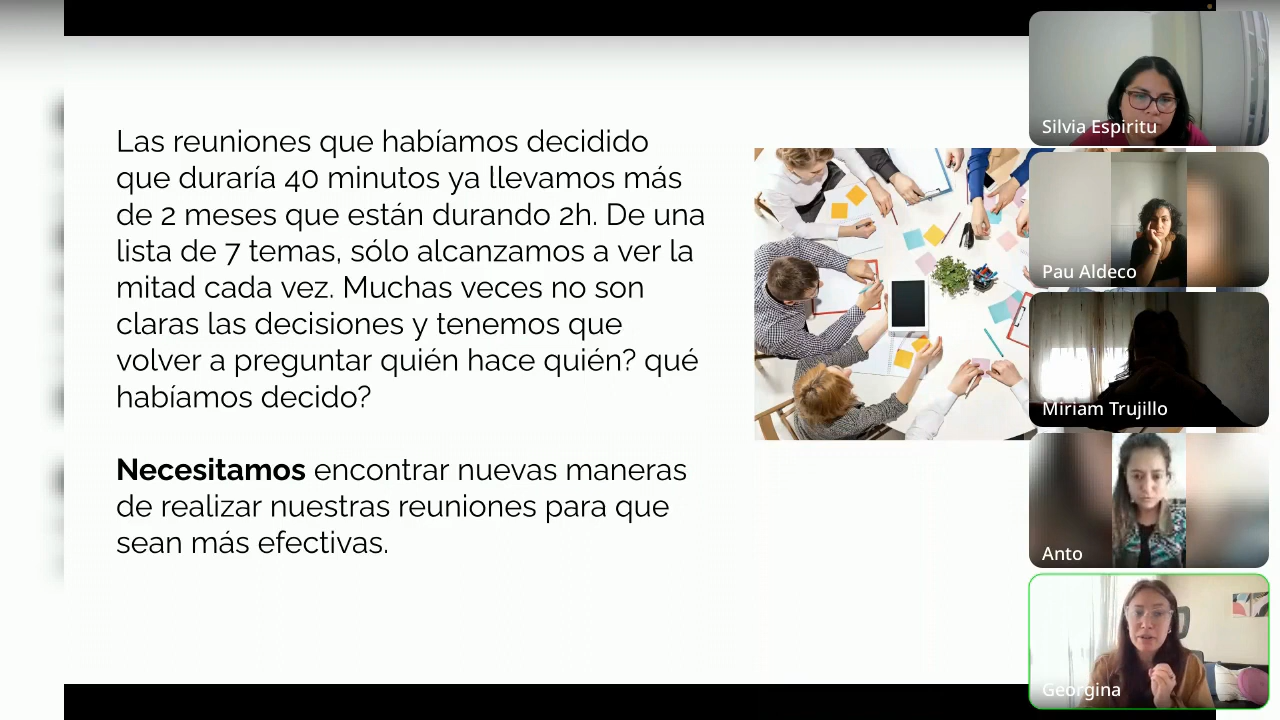 Las reuniones que habíamos decidido
que duraría 40 minutos ya llevamos más
de 2 meses que están durando 2h. De una
lista de 7 temas, sólo alcanzamos a ver la
mitad cada vez. Muchas veces no son
claras las decisiones y tenemos que
volver a preguntar quién hace quién? qué
habíamos decido?
Necesitamos encontrar nuevas maneras
de realizar nuestras reuniones para que
sean más efectivas.
Silvia Espiritu
Pau Aldeco
Miriam Trujillo
Anto
Georgina